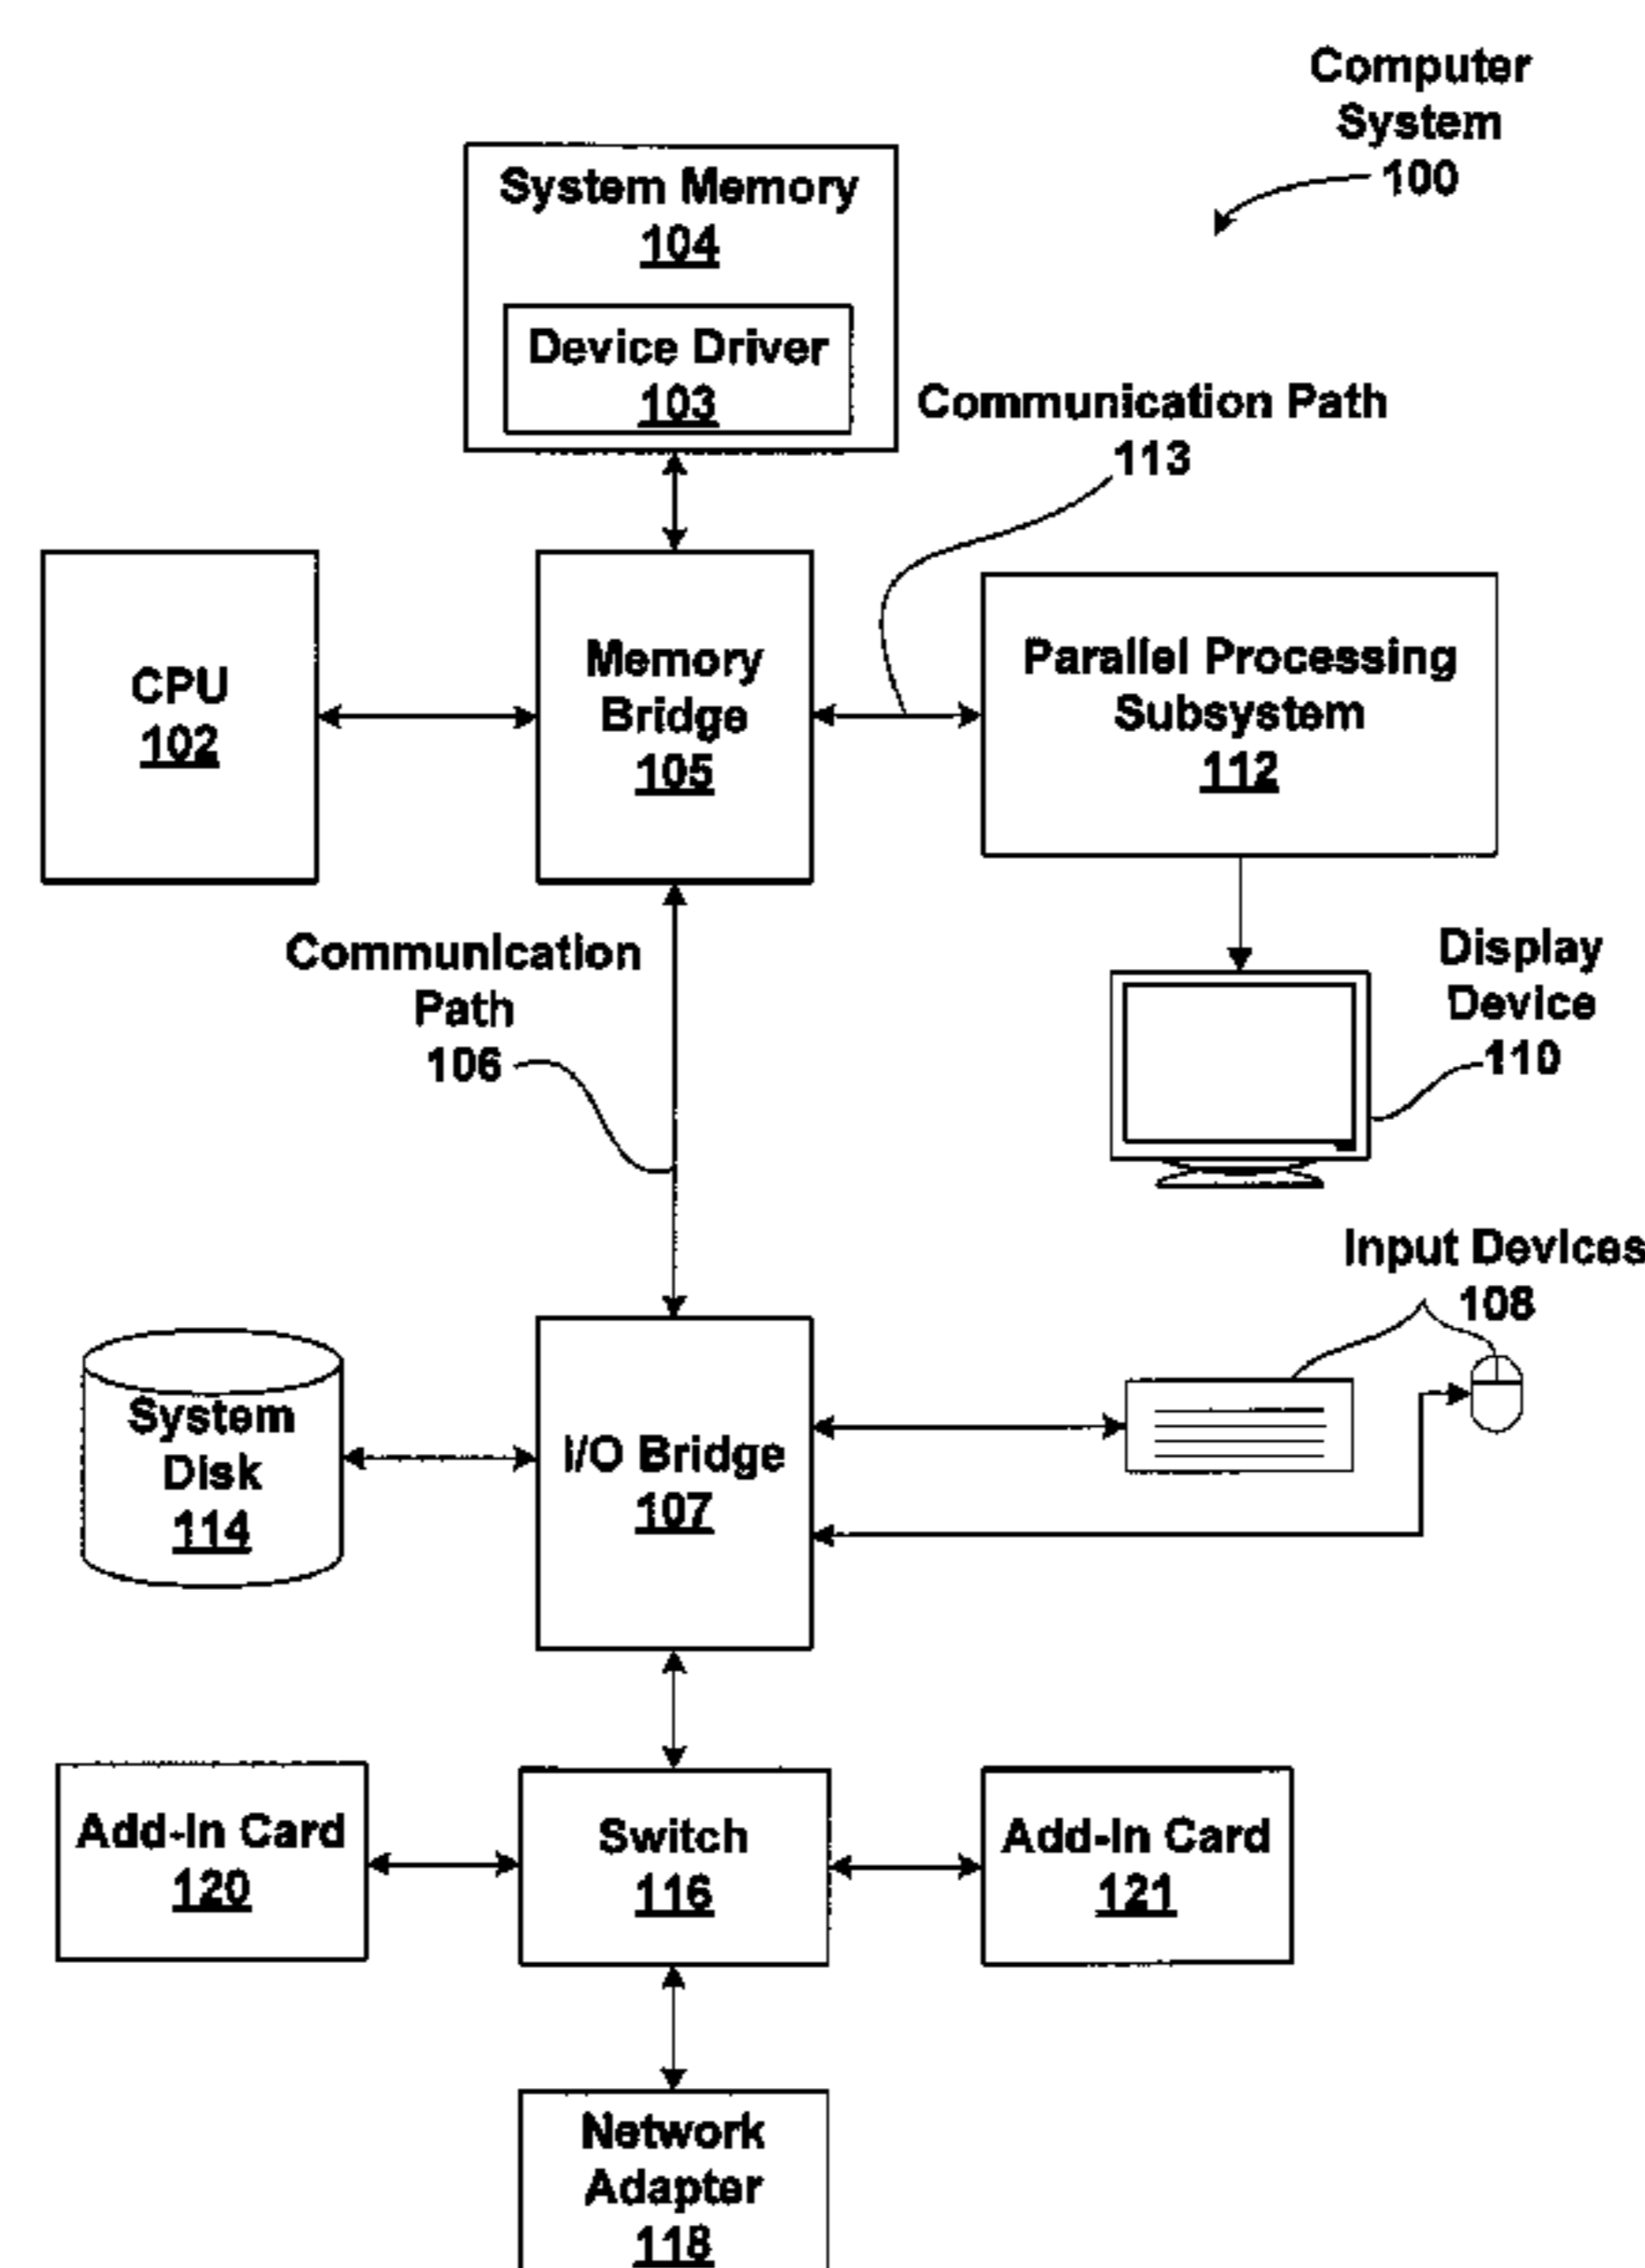 Computer
System
100
System Memory
104
Device Driver
103
Communication Path
113
CPU
102
Memory
Bridge
105
Parallel Processing
Subsystem
112
Communication
Path
106
Display
Device
110
Input Devices
108
System
Disk
114
I/O Bridge
107
Add-In Card
120
Switch
116
Add-In Card
121
Network
Adapter
118